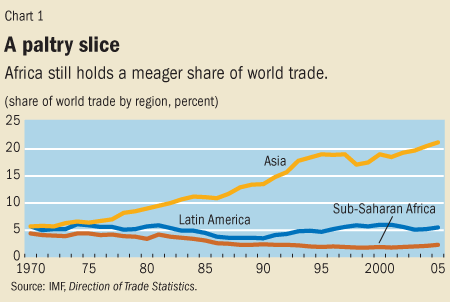 Chart 1
A paltry slice
Africa still holds a meager share of world trade.
(share of world trade by region, percent)
25
20
15
10
5
0
Asia
Sub-Saharan Africa
Latin America
1970 75 80 85 90 95 2000 05
Source: IMF, Direction of Trade Statistics.